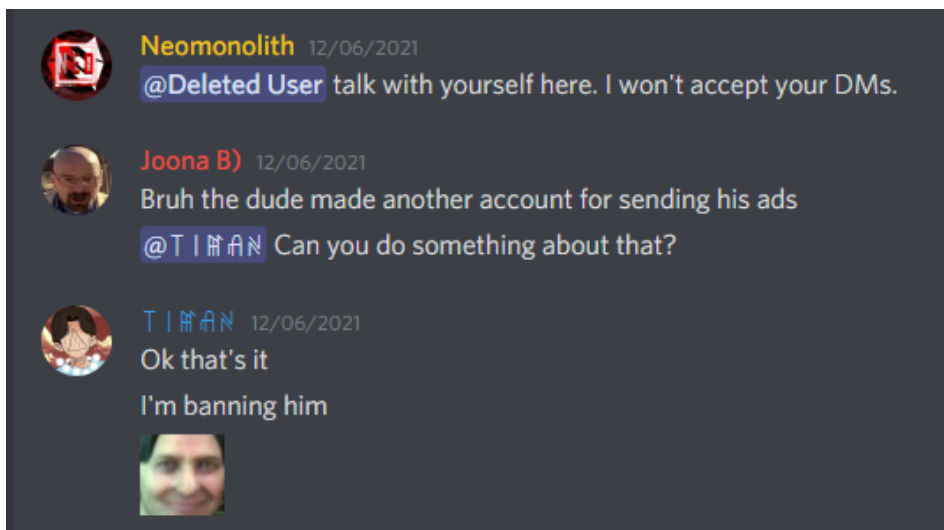 Neomonolith 12/06/2021
@Deleted User talk with yourself here. I won't accept your DMs.
Joona B) 12/06/2021
Bruh the dude made another account for sending his ads
@TIMAN Can you do something about that?
TIMAN 12/06/2021
Ok that's it
I'm banning him